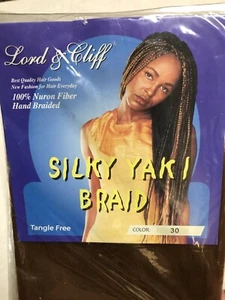 Lord & Cliff
Best Quality Hair Goods
New Fashion for Hair Everyday
100% Nuron Fiber
Hand Braided
SILKY YAKI
BRAID
Tangle Free
COLOR: 30